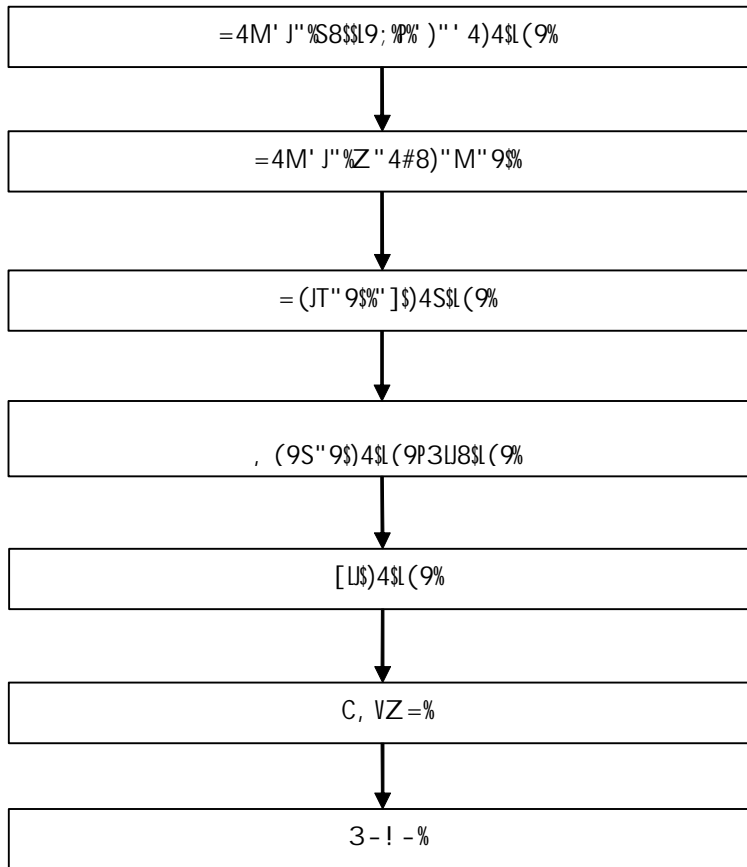 =4M' J"%S8$$L9; %P%' )"' 4)4$L(9%
=4M' J"%Z"4#8)"M"9$%
=(JT"9$%"]$)4S$L(9%
, (9S"9$)4$L(9P3LJ8$L(9%
[LJ$)4$L(9%
C, VZ=%
3-!-%